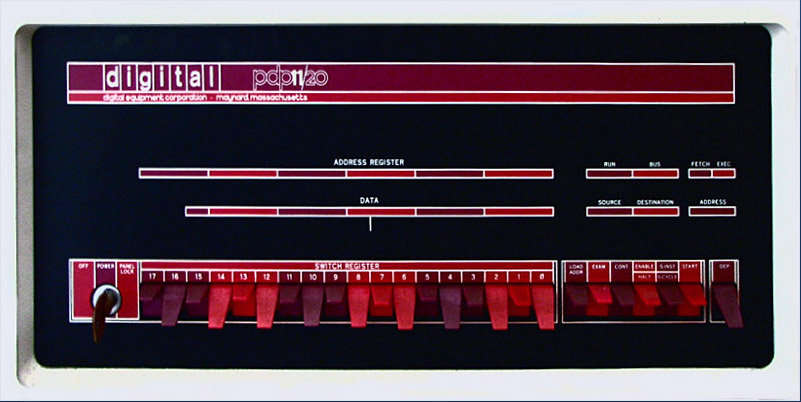 digital pdp11/20
digital equipment corporation - maynard, massachusetts
ADDRESS REGISTER
RUN BUS FETCH EXEC
DATA
SOURCE DESTINATION ADDRESS
OFF POWER PANEL LOCK
SWITCH REGISTER
17 16 15 14 13 12 11 10 9 8 7 6 5 4 3 2 1 0
LOAD ADDR EXAM CONT ENABLE HALT S/INST S/CYCLE START DEP